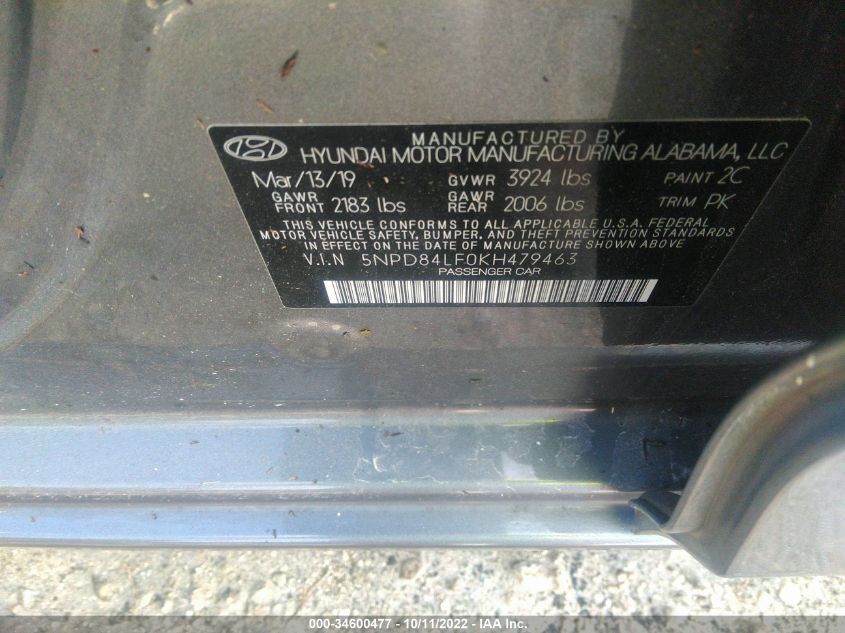 MANUFACTURED BY
HYUNDAI MOTOR MANUFACTURING ALABAMA, LLC
Mar/13/19 GVWR 3924 lbs PAINT 2C
GAWR FRONT 2183 lbs GAWR REAR 2006 lbs TRIM PK
THIS VEHICLE CONFORMS TO ALL APPLICABLE U.S.A. FEDERAL
MOTOR VEHICLE SAFETY, BUMPER, AND THEFT PREVENTION STANDARDS
IN EFFECT ON THE DATE OF MANUFACTURE SHOWN ABOVE
V.I.N 5NPD84LF0KH479463
PASSENGER CAR
000-34600477 - 10/11/2022 - IAA Inc.